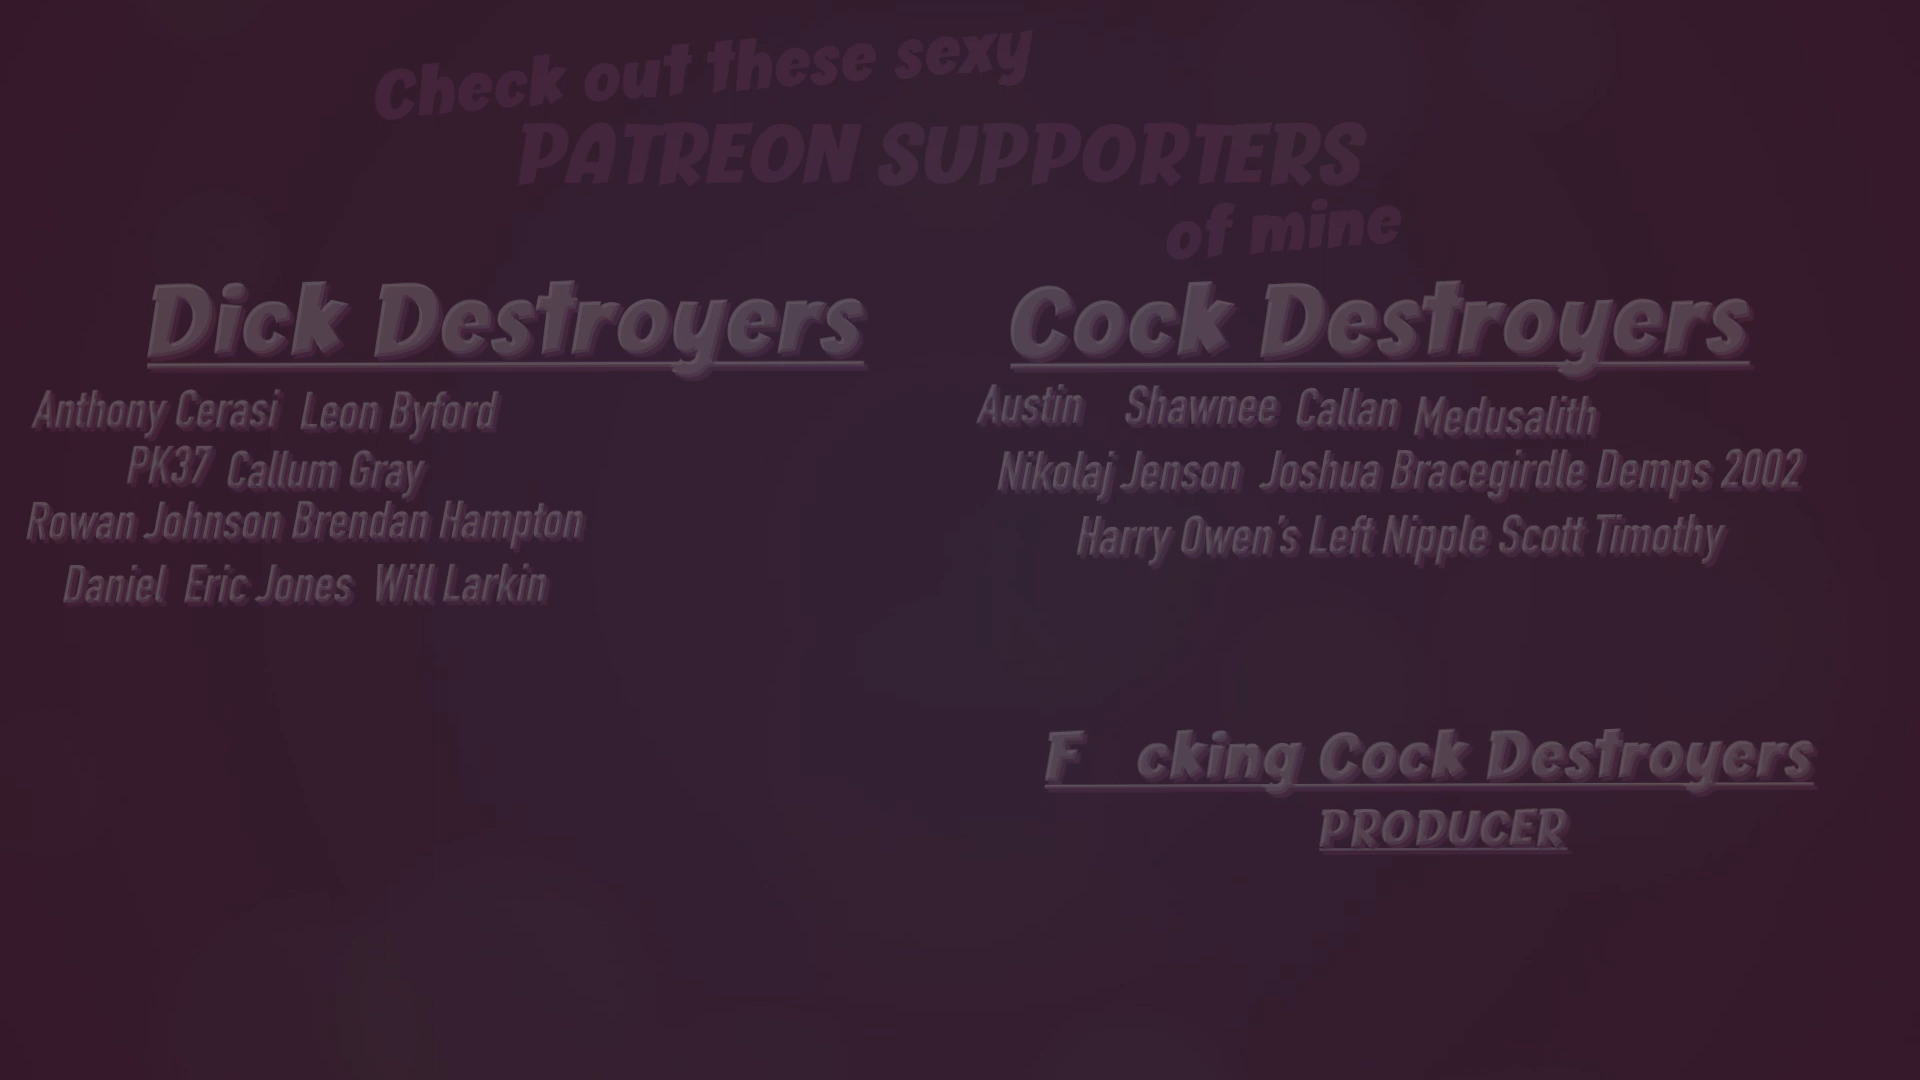 Check out these sexy
PATREON SUPPORTERS
of mine
Dick Destroyers
Anthony Cerasi Leon Byford
PK37 Callum Gray
Rowan Johnson Brendan Hampton
Daniel Eric Jones Will Larkin
Cock Destroyers
Austin Shawnee Callan Medusalith
Nikolaj Jenson Joshua Bracegirdle Demps 2002
Harry Owen's Left Nipple Scott Timothy
F cking Cock Destroyers
PRODUCER